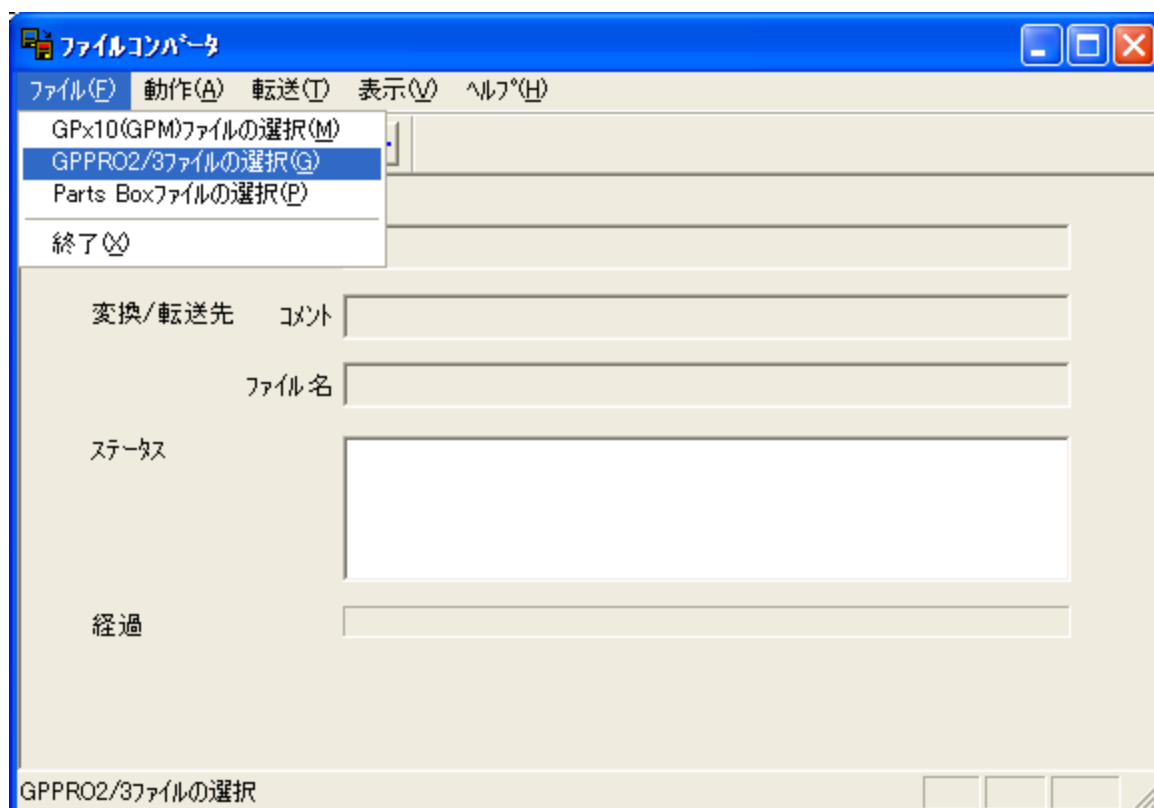 ファイルコンバータ
ファイル(F) 動作(A) 転送(T) 表示(V) ヘルプ(H)
GPx10(GPM)ファイルの選択(M)
GPPRO2/3ファイルの選択(G)
Parts Boxファイルの選択(P)
終了(X)
変換/転送先 コメント
ファイル名
ステータス
経過
GPPRO2/3ファイルの選択